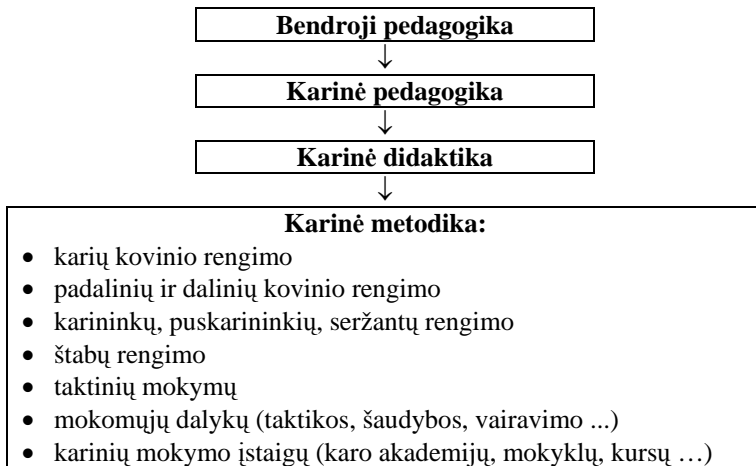 Bendroji pedagogika
↓
Karinė pedagogika
↓
Karinė didaktika
↓
Karinė metodika:
• karių kovinio rengimo
• padalinių ir dalinių kovinio rengimo
• karininkų, puskarininkių, seržantų rengimo
• štabų rengimo
• taktinių mokymų
• mokomųjų dalykų (taktikos, šaudybos, vairavimo ...)
• karinių mokymo įstaigų (karo akademijų, mokyklų, kursų …)